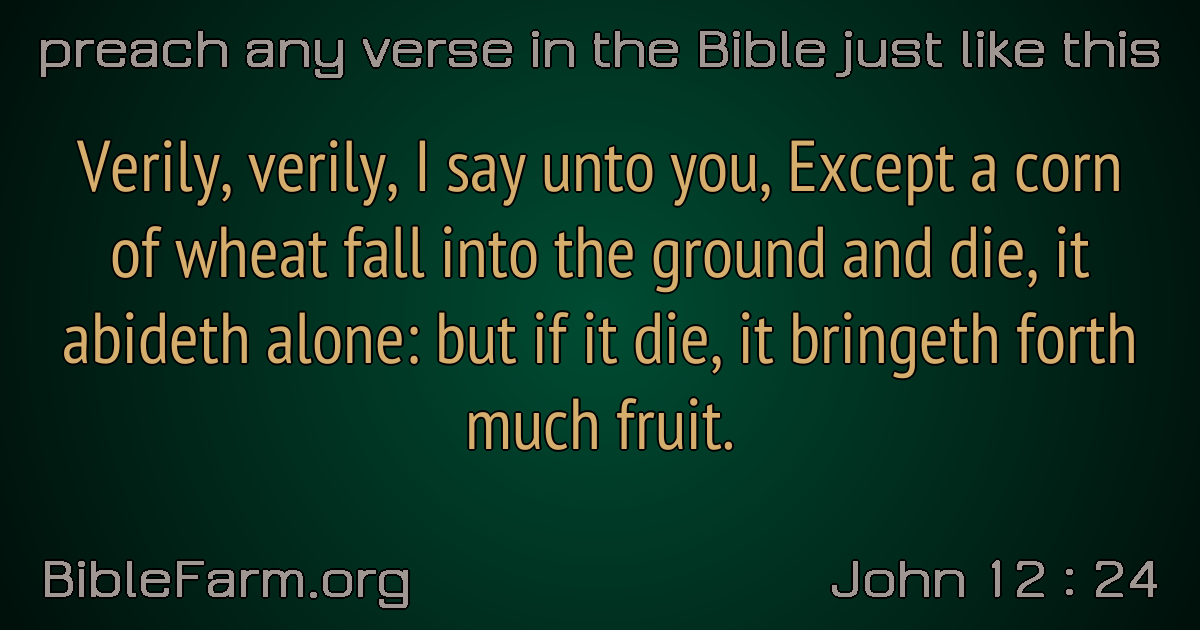 preach any verse in the Bible just like this
Verily, verily, I say unto you, Except a corn
of wheat fall into the ground and die, it
abideth alone: but if it die, it bringeth forth
much fruit.
BibleFarm.org
John 12 : 24